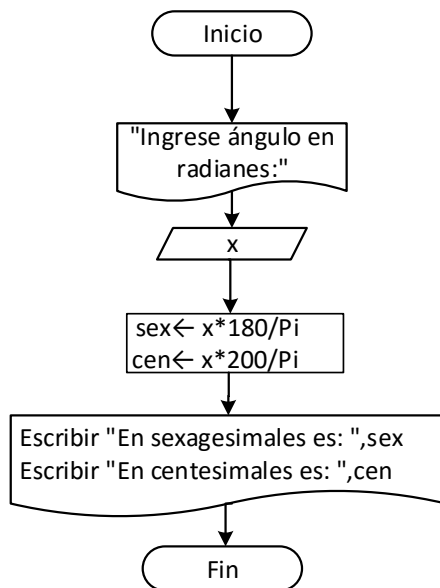 Inicio
"Ingrese ángulo en
radianes:"
x
sex← x*180/Pi
cen← x*200/Pi
Escribir "En sexagesimales es: ",sex
Escribir "En centesimales es: ",cen
Fin